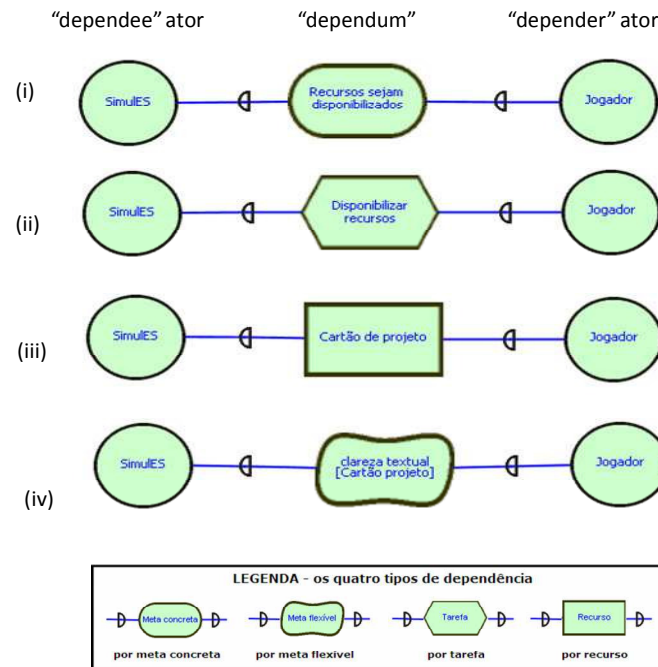 “dependee” ator “dependum” “depender” ator
(i)
SimulES
Recursos sejam
disponibilizados
Jogador
(ii)
SimulES
Disponibilizar
recursos
Jogador
(iii)
SimulES
Cartão de projeto
Jogador
(iv)
SimulES
clareza textual
[Cartão projeto]
Jogador
LEGENDA - os quatro tipos de dependência
Meta concreta Meta flexível Tarefa Recurso
por meta concreta por meta flexível por tarefa por recurso